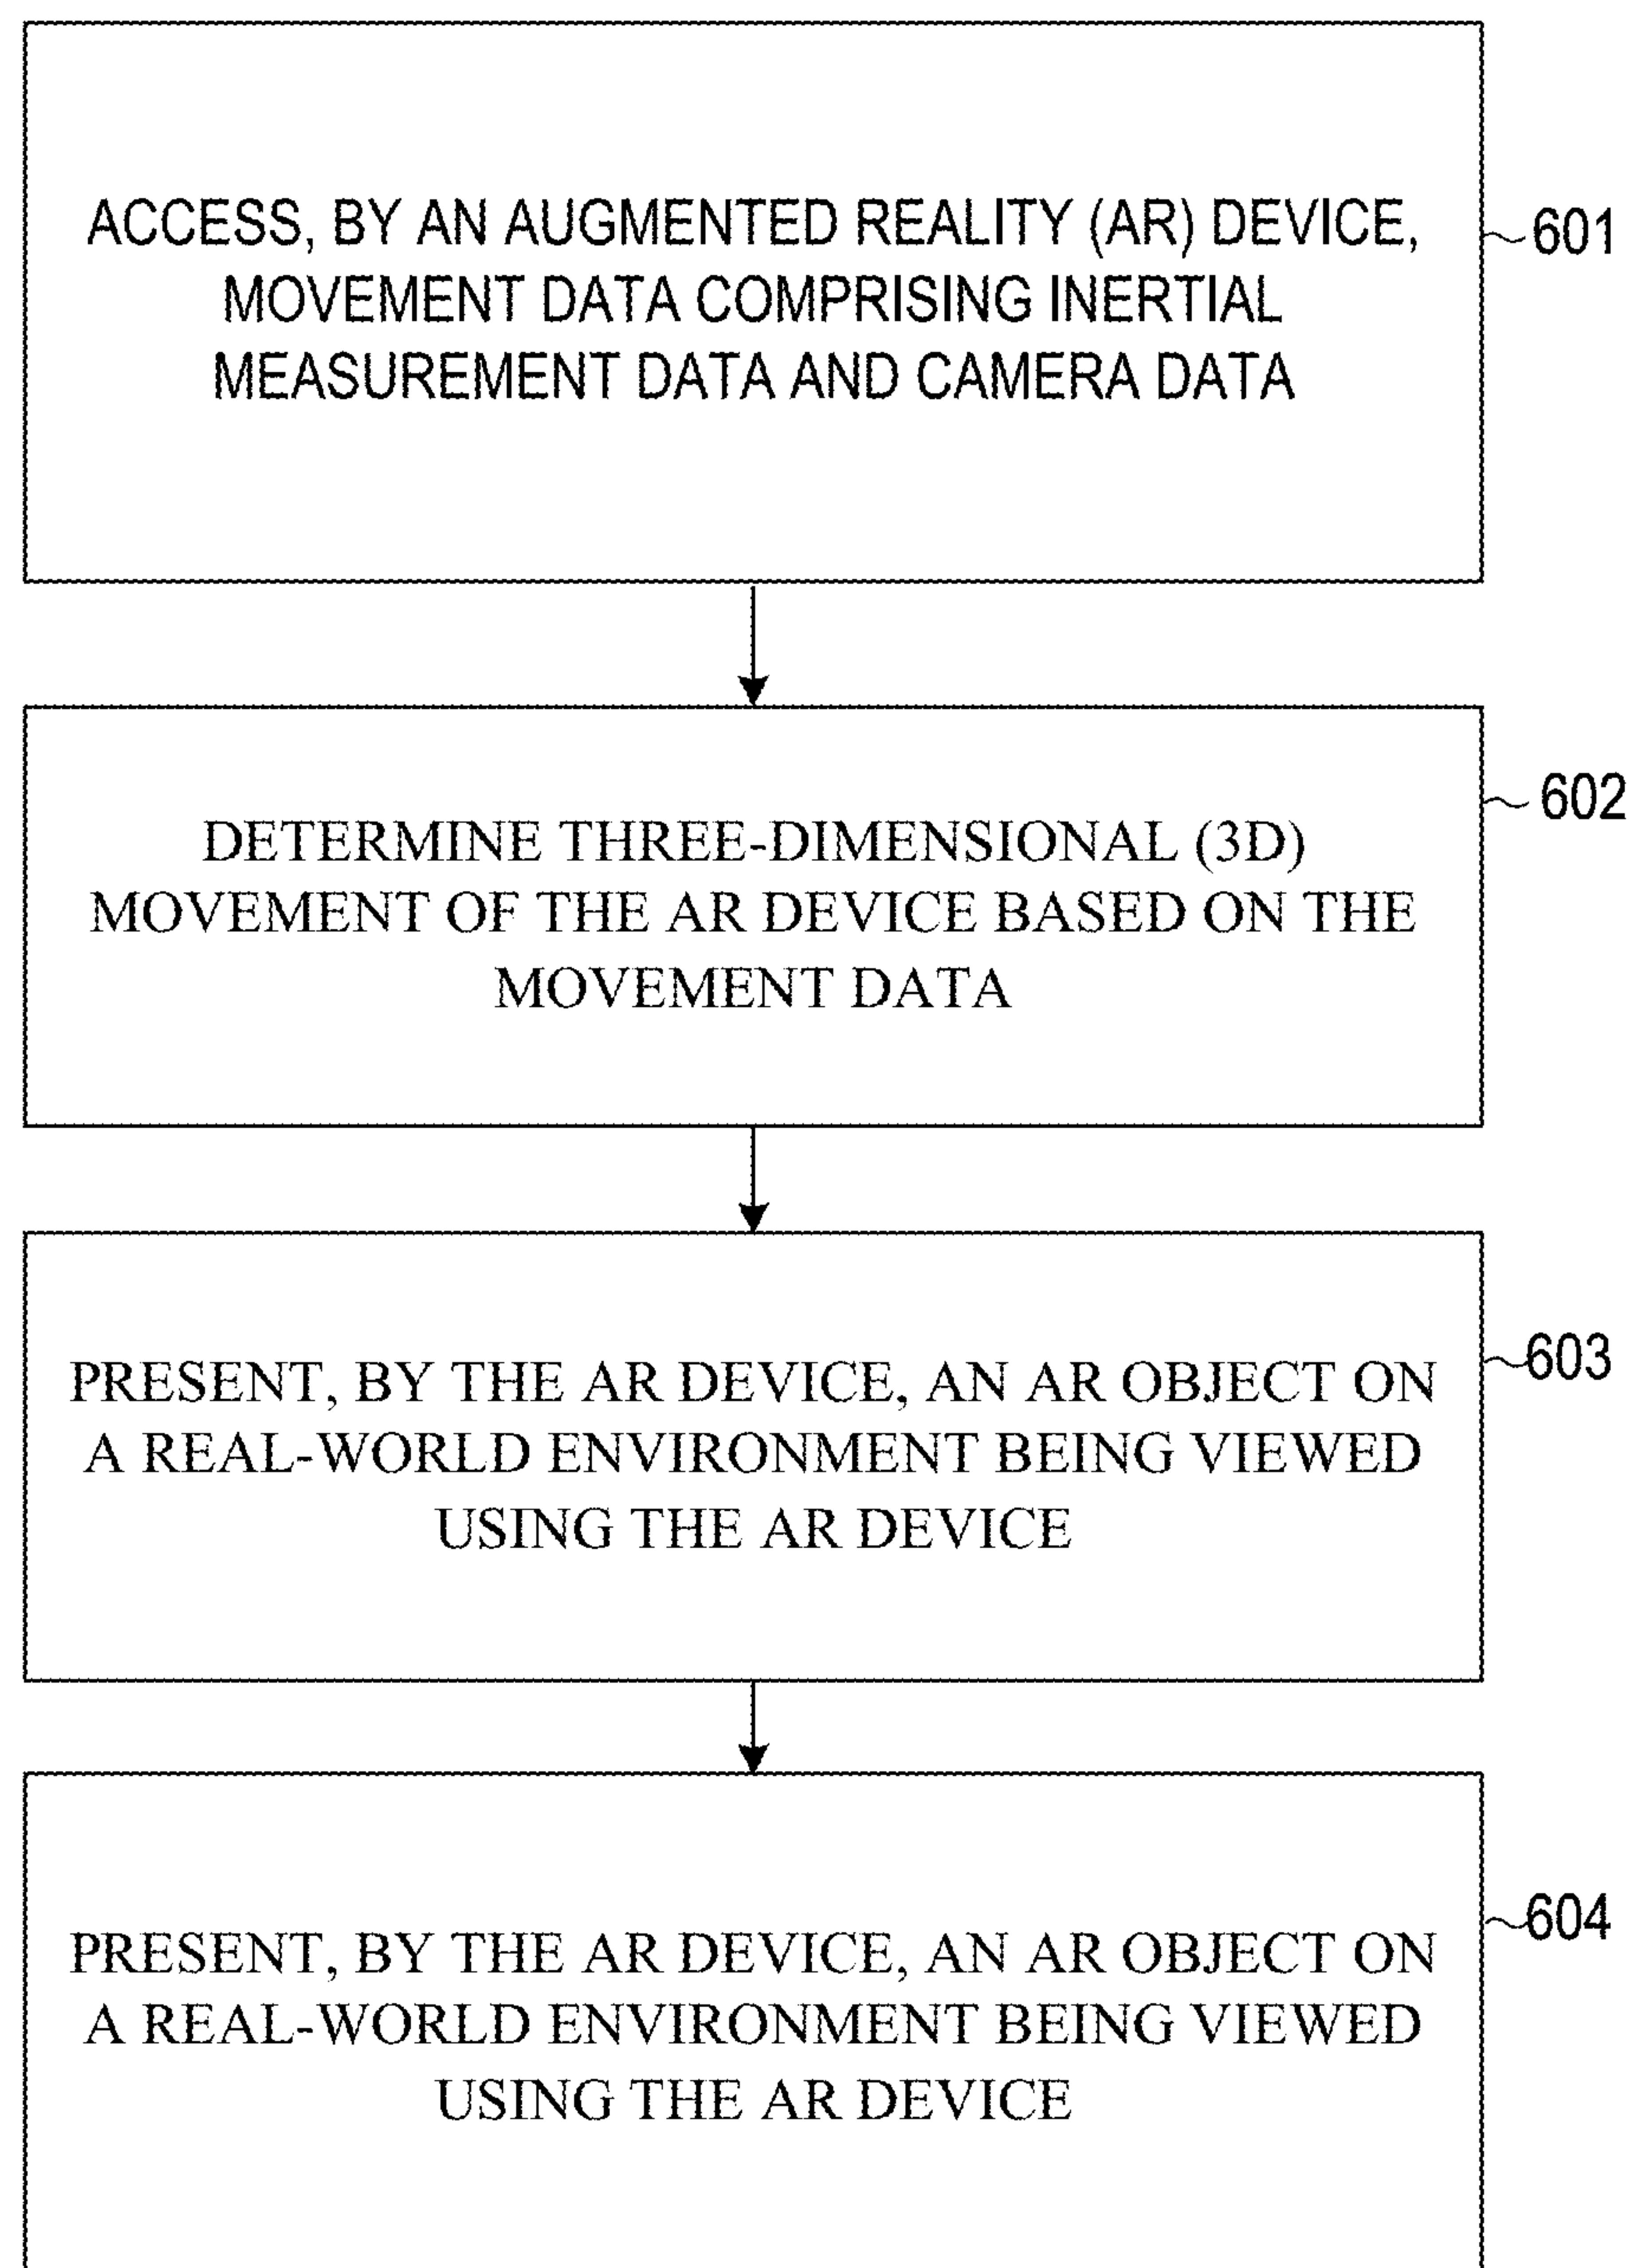 ACCESS, BY AN AUGMENTED REALITY (AR) DEVICE,
MOVEMENT DATA COMPRISING INERTIAL
MEASUREMENT DATA AND CAMERA DATA
601
DETERMINE THREE-DIMENSIONAL (3D)
MOVEMENT OF THE AR DEVICE BASED ON THE
MOVEMENT DATA
602
PRESENT, BY THE AR DEVICE, AN AR OBJECT ON
A REAL-WORLD ENVIRONMENT BEING VIEWED
USING THE AR DEVICE
603
PRESENT, BY THE AR DEVICE, AN AR OBJECT ON
A REAL-WORLD ENVIRONMENT BEING VIEWED
USING THE AR DEVICE
604